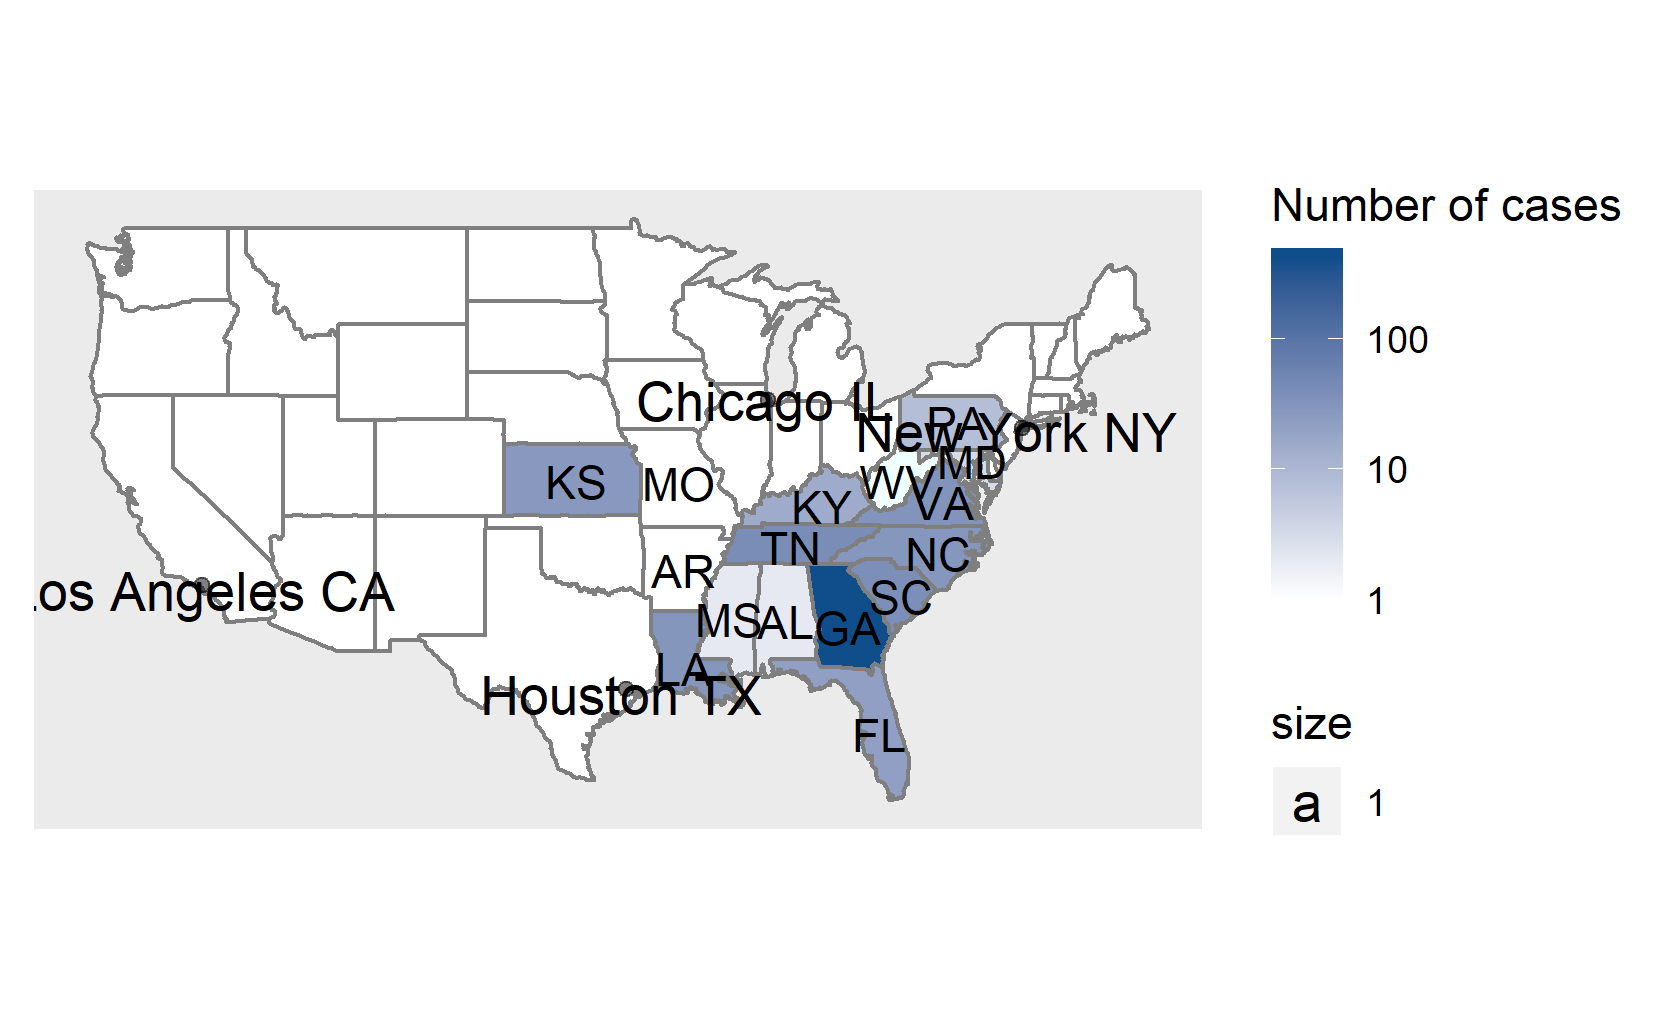 Number of cases
100
10
1
size
a 1
Chicago IL
PA
New York NY
MD
KS
MO
WV
VA
KY
TN
NC
AR
Los Angeles CA
SC
MS
AL
GA
LA
Houston TX
FL